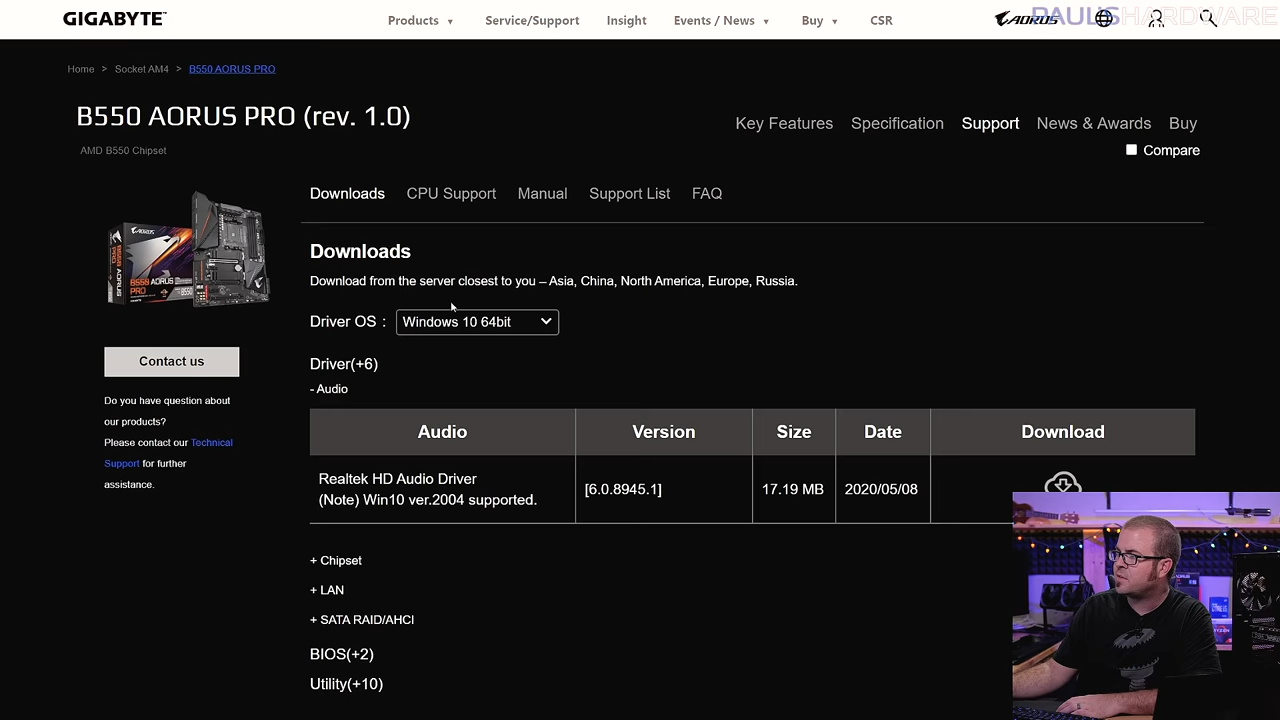 GIGABYTE™
Products ▾ Service/Support Insight Events / News ▾ Buy ▾ CSR
AORUS
PAULSHARDWARE
Home > Socket AM4 > B550 AORUS PRO
B550 AORUS PRO (rev. 1.0)
AMD B550 Chipset
Key Features Specification Support News & Awards Buy
Compare
Downloads CPU Support Manual Support List FAQ
AORUS
B550 AORUS
PRO
Contact us
Do you have question about
our products?
Please contact our Technical
Support for further
assistance.
Downloads
Download from the server closest to you – Asia, China, North America, Europe, Russia.
Driver OS : Windows 10 64bit
Driver(+6)
- Audio
Audio Version Size Date Download
Realtek HD Audio Driver
(Note) Win10 ver.2004 supported.
[6.0.8945.1] 17.19 MB 2020/05/08
+ Chipset
+ LAN
+ SATA RAID/AHCI
BIOS(+2)
Utility(+10)